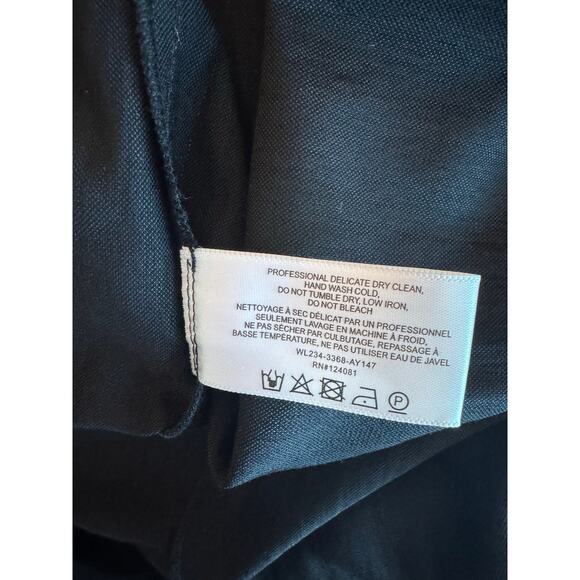 PROFESSIONAL DELICATE DRY CLEAN,
HAND WASH COLD,
DO NOT TUMBLE DRY, LOW IRON,
DO NOT BLEACH
NETTOYAGE À SEC DÉLICAT PAR UN PROFESSIONNEL
SEULEMENT LAVAGE EN MACHINE À FROID,
NE PAS SÉCHER PAR CULBUTAGE, REPASSAGE À
BASSE TEMPÉRATURE, NE PAS UTILISER EAU DE JAVEL
WL234-3368-AY147
RN#124081
P